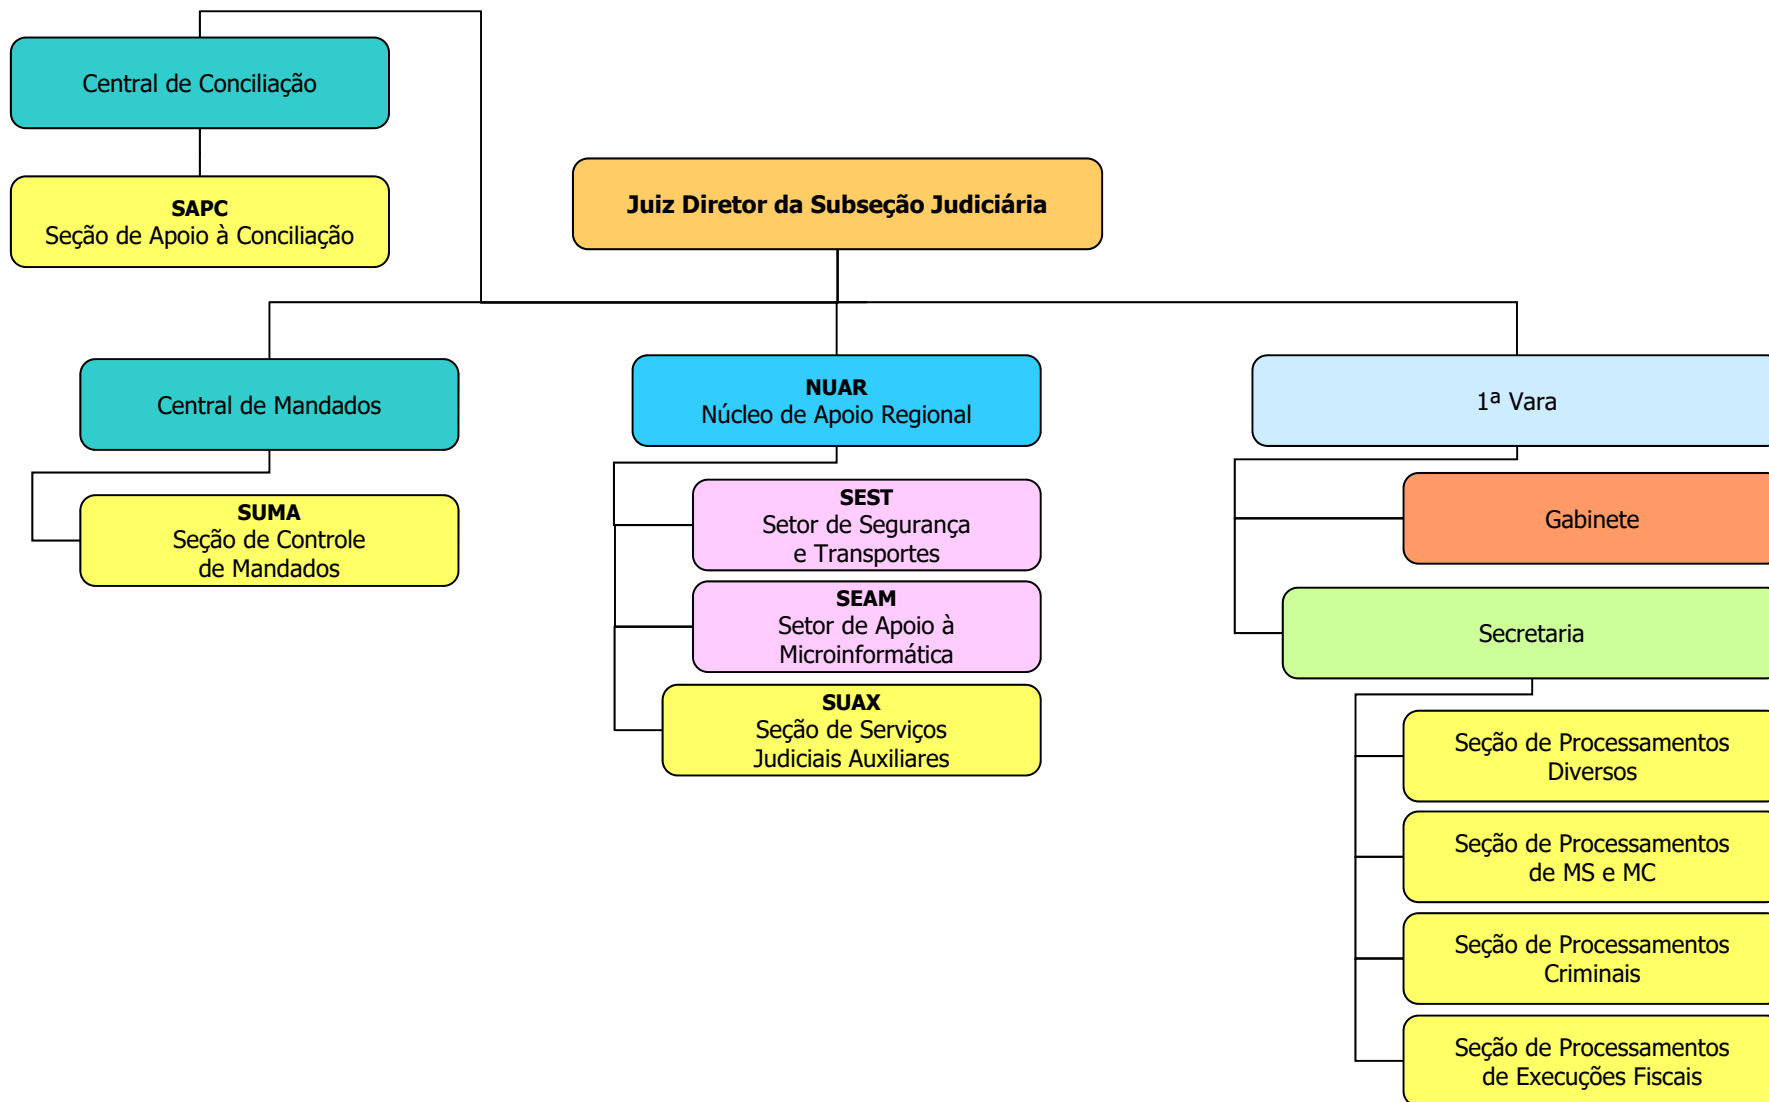 Central de Conciliação
SAPC
Seção de Apoio à Conciliação
Juiz Diretor da Subseção Judiciária
Central de Mandados
SUMA
Seção de Controle
de Mandados
NUAR
Núcleo de Apoio Regional
SEST
Setor de Segurança
e Transportes
SEAM
Setor de Apoio à
Microinformática
SUAX
Seção de Serviços
Judiciais Auxiliares
1ª Vara
Gabinete
Secretaria
Seção de Processamentos
Diversos
Seção de Processamentos
de MS e MC
Seção de Processamentos
Criminais
Seção de Processamentos
de Execuções Fiscais